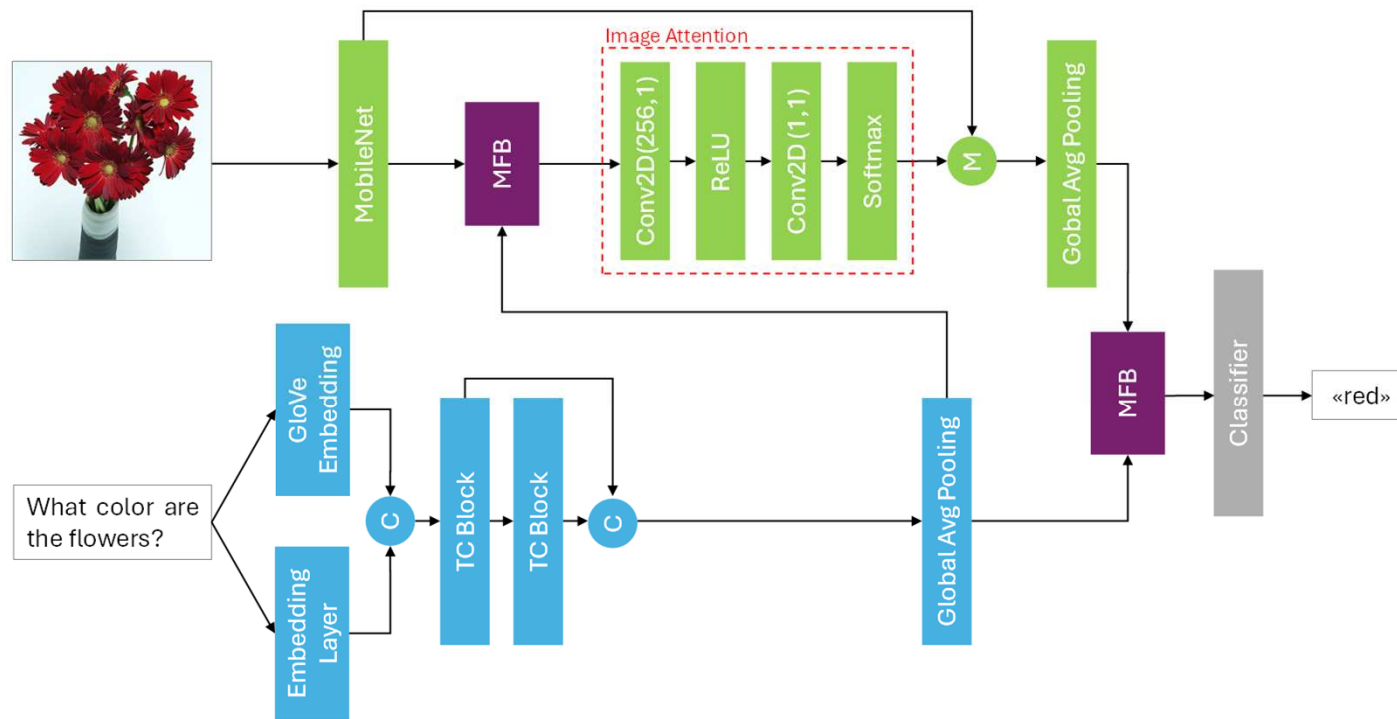 Image Attention
MobileNet
MFB
Conv2D(256,1)
ReLU
Conv2D (1,1)
Softmax
M
Gobal Avg Pooling
GloVe
Embedding
What color are
the flowers?
Embedding
Layer
C
TC Block
TC Block
C
Global Avg Pooling
MFB
Classifier
«red»